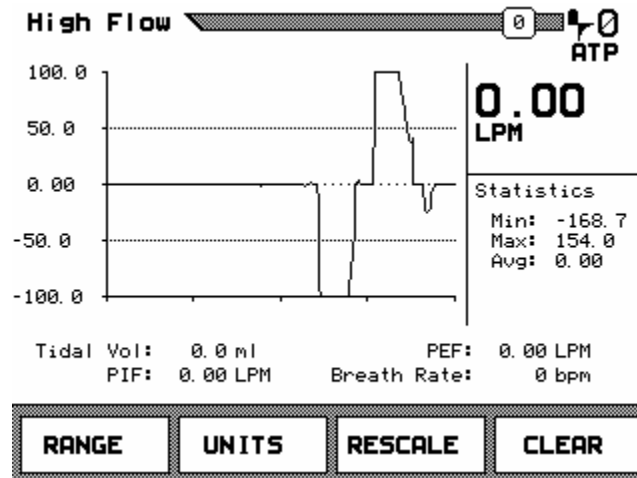 High Flow 0 0
ATP
100.0
50.0
0.00
-50.0
-100.0
0.00
LPM
Statistics
Min: -168.7
Max: 154.0
Avg: 0.00
Tidal Vol: 0.0 ml PEF: 0.00 LPM
PIF: 0.00 LPM Breath Rate: 0 bpm
RANGE UNITS RESCALE CLEAR